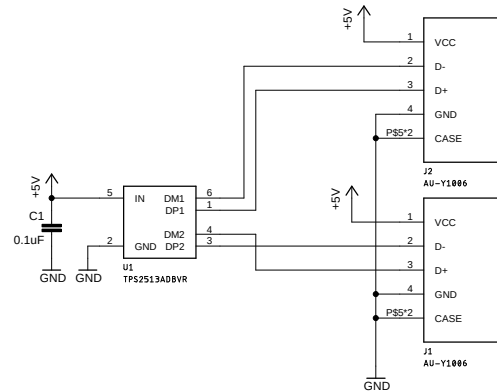 +5V
1 VCC
2 D-
3 D+
4 GND
P$5*2 CASE
J2
AU-Y1006
+5V
C1
0.1uF
GND
GND
5 IN DM1 6
DP1 1
DM2 4
2 GND DP2 3
U1
TPS2513ADBVR
+5V
1 VCC
2 D-
3 D+
4 GND
P$5*2 CASE
J1
AU-Y1006
GND